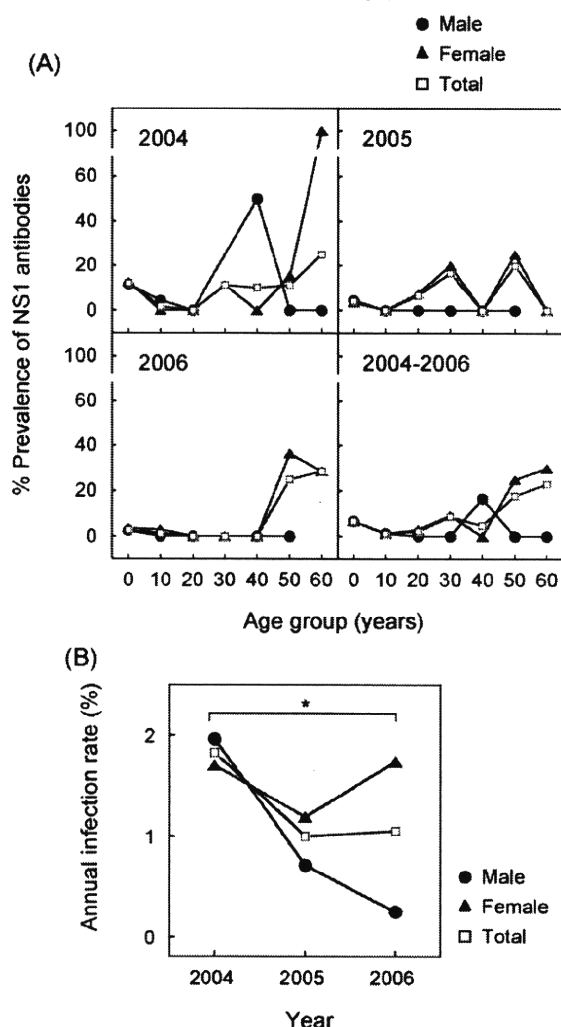 ● Male
▲ Female
□ Total
(A)
% Prevalence of NS1 antibodies
100
60
40
20
0
2004
2005
100
60
40
20
0
2006
2004-2006
0 10 20 30 40 50 60 0 10 20 30 40 50 60
Age group (years)
(B)
Annual infection rate (%)
2
1
0
*
● Male
▲ Female
□ Total
2004 2005 2006
Year